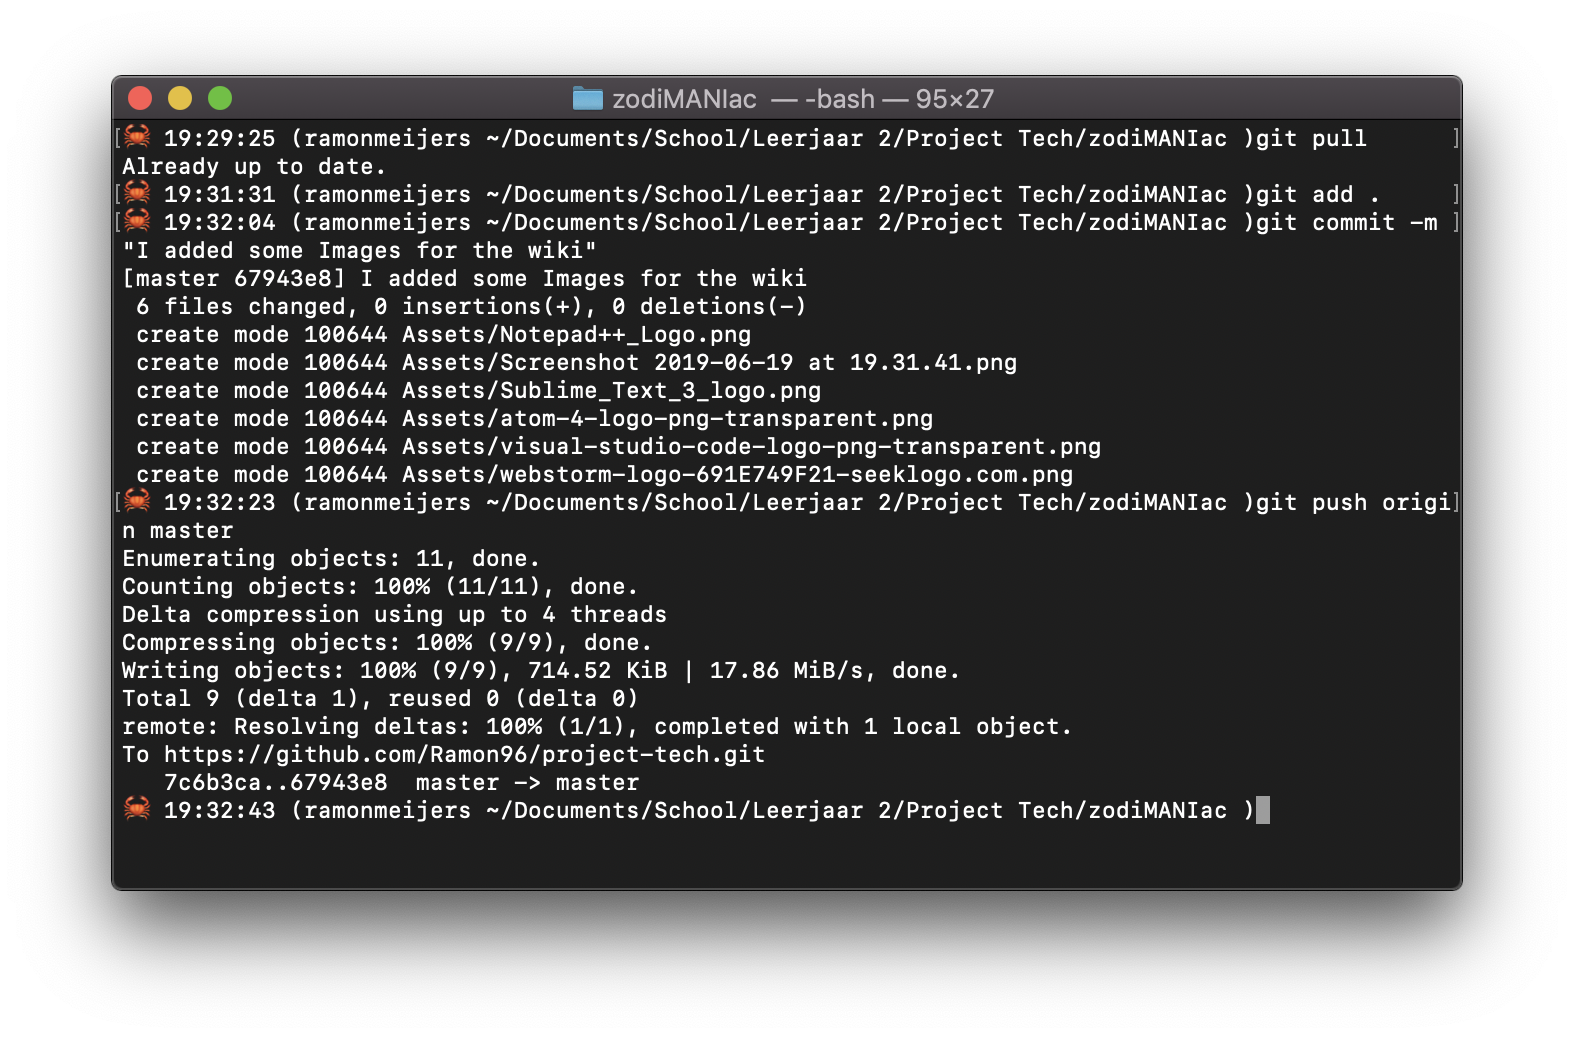 zodiMANIac — -bash — 95×27
[🦀 19:29:25 (ramonmeijers ~/Documents/School/Leerjaar 2/Project Tech/zodiMANIac )git pull ]
Already up to date.
[🦀 19:31:31 (ramonmeijers ~/Documents/School/Leerjaar 2/Project Tech/zodiMANIac )git add . ]
[🦀 19:32:04 (ramonmeijers ~/Documents/School/Leerjaar 2/Project Tech/zodiMANIac )git commit -m ]
"I added some Images for the wiki"
[master 67943e8] I added some Images for the wiki
 6 files changed, 0 insertions(+), 0 deletions(-)
 create mode 100644 Assets/Notepad++_Logo.png
 create mode 100644 Assets/Screenshot 2019-06-19 at 19.31.41.png
 create mode 100644 Assets/Sublime_Text_3_logo.png
 create mode 100644 Assets/atom-4-logo-png-transparent.png
 create mode 100644 Assets/visual-studio-code-logo-png-transparent.png
 create mode 100644 Assets/webstorm-logo-691E749F21-seeklogo.com.png
[🦀 19:32:23 (ramonmeijers ~/Documents/School/Leerjaar 2/Project Tech/zodiMANIac )git push origi]
n master
Enumerating objects: 11, done.
Counting objects: 100% (11/11), done.
Delta compression using up to 4 threads
Compressing objects: 100% (9/9), done.
Writing objects: 100% (9/9), 714.52 KiB | 17.86 MiB/s, done.
Total 9 (delta 1), reused 0 (delta 0)
remote: Resolving deltas: 100% (1/1), completed with 1 local object.
To https://github.com/Ramon96/project-tech.git
   7c6b3ca..67943e8  master -> master
🦀 19:32:43 (ramonmeijers ~/Documents/School/Leerjaar 2/Project Tech/zodiMANIac )